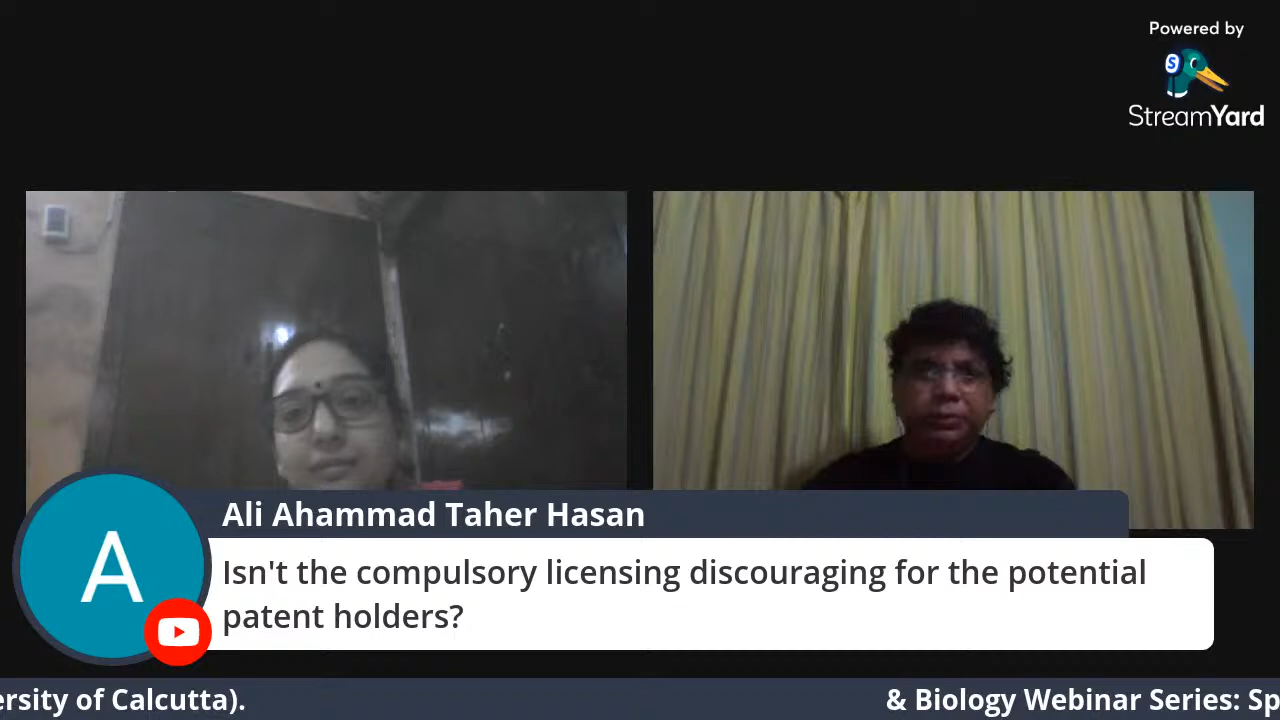 Powered by
S
StreamYard
Ali Ahammad Taher Hasan
A
Isn't the compulsory licensing discouraging for the potential
patent holders?
ersity of Calcutta).
& Biology Webinar Series: Sp